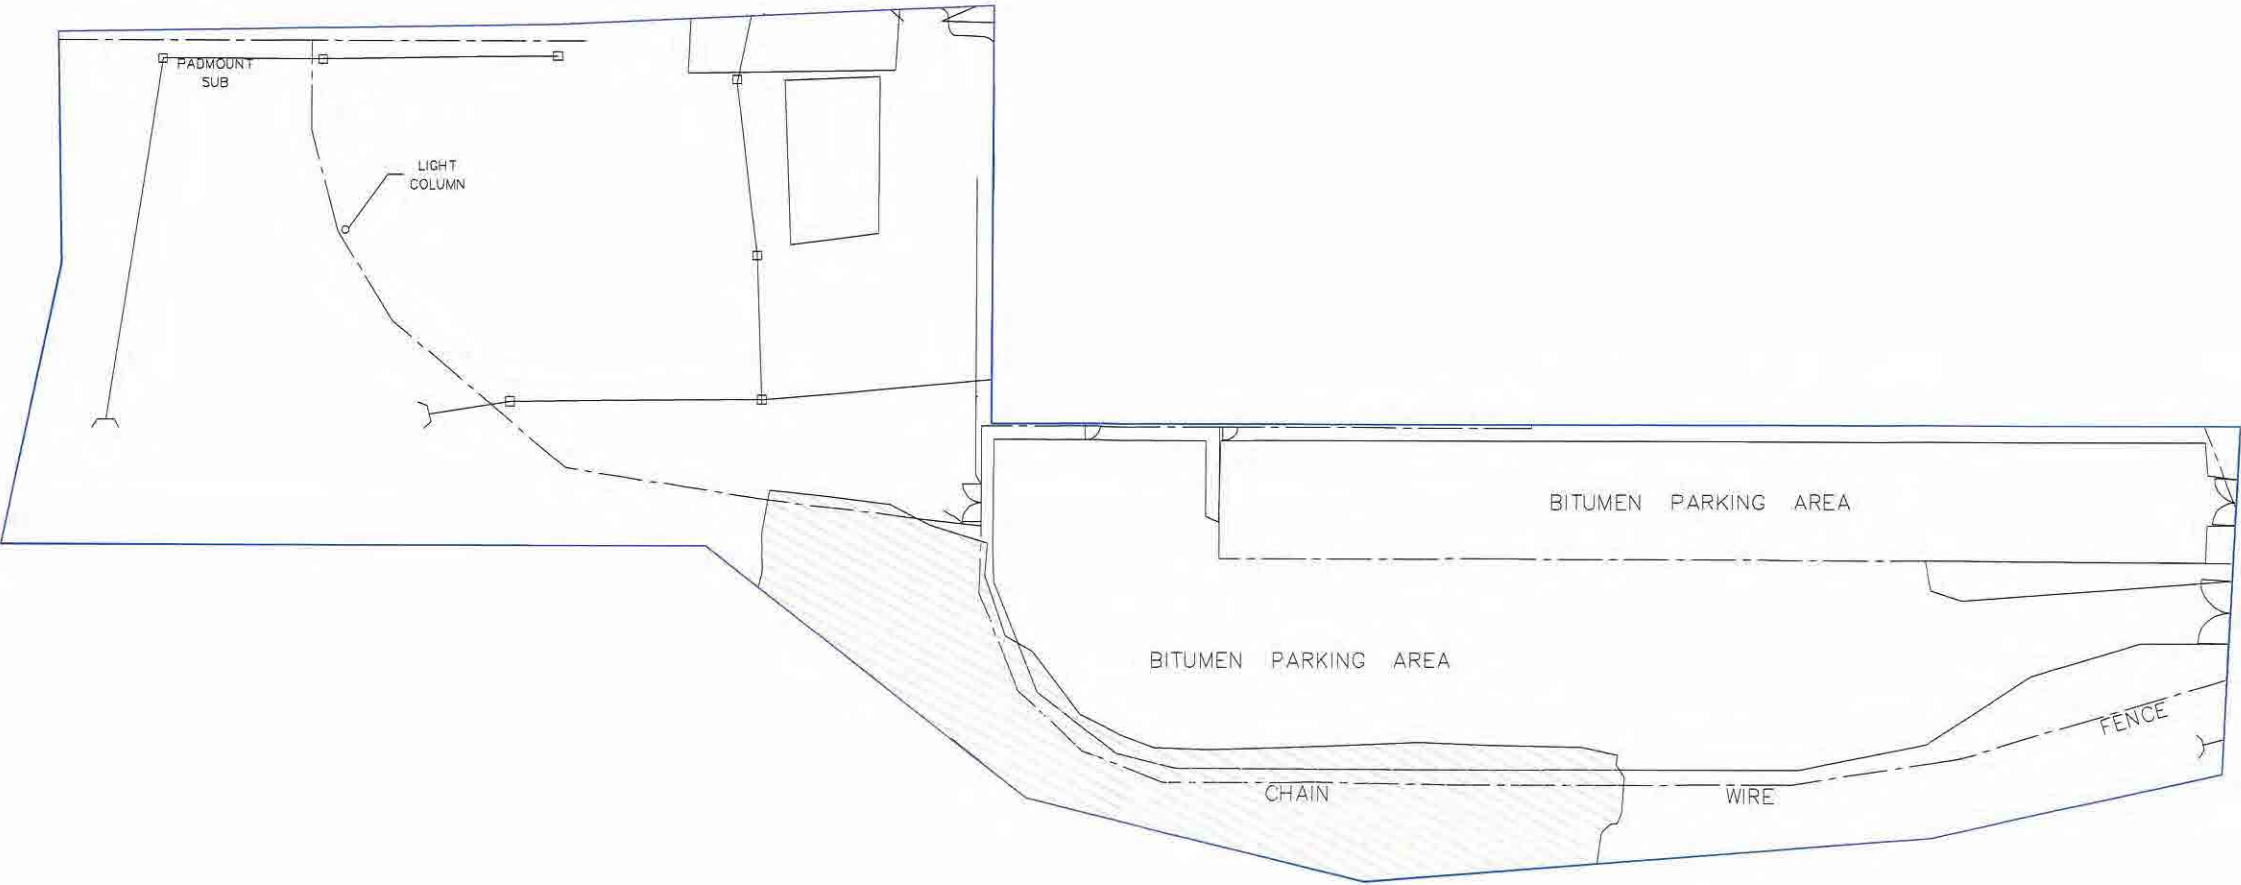 PADMOUNT
SUB
LIGHT
COLUMN
BITUMEN PARKING AREA
BITUMEN PARKING AREA
FENCE
CHAIN
WIRE